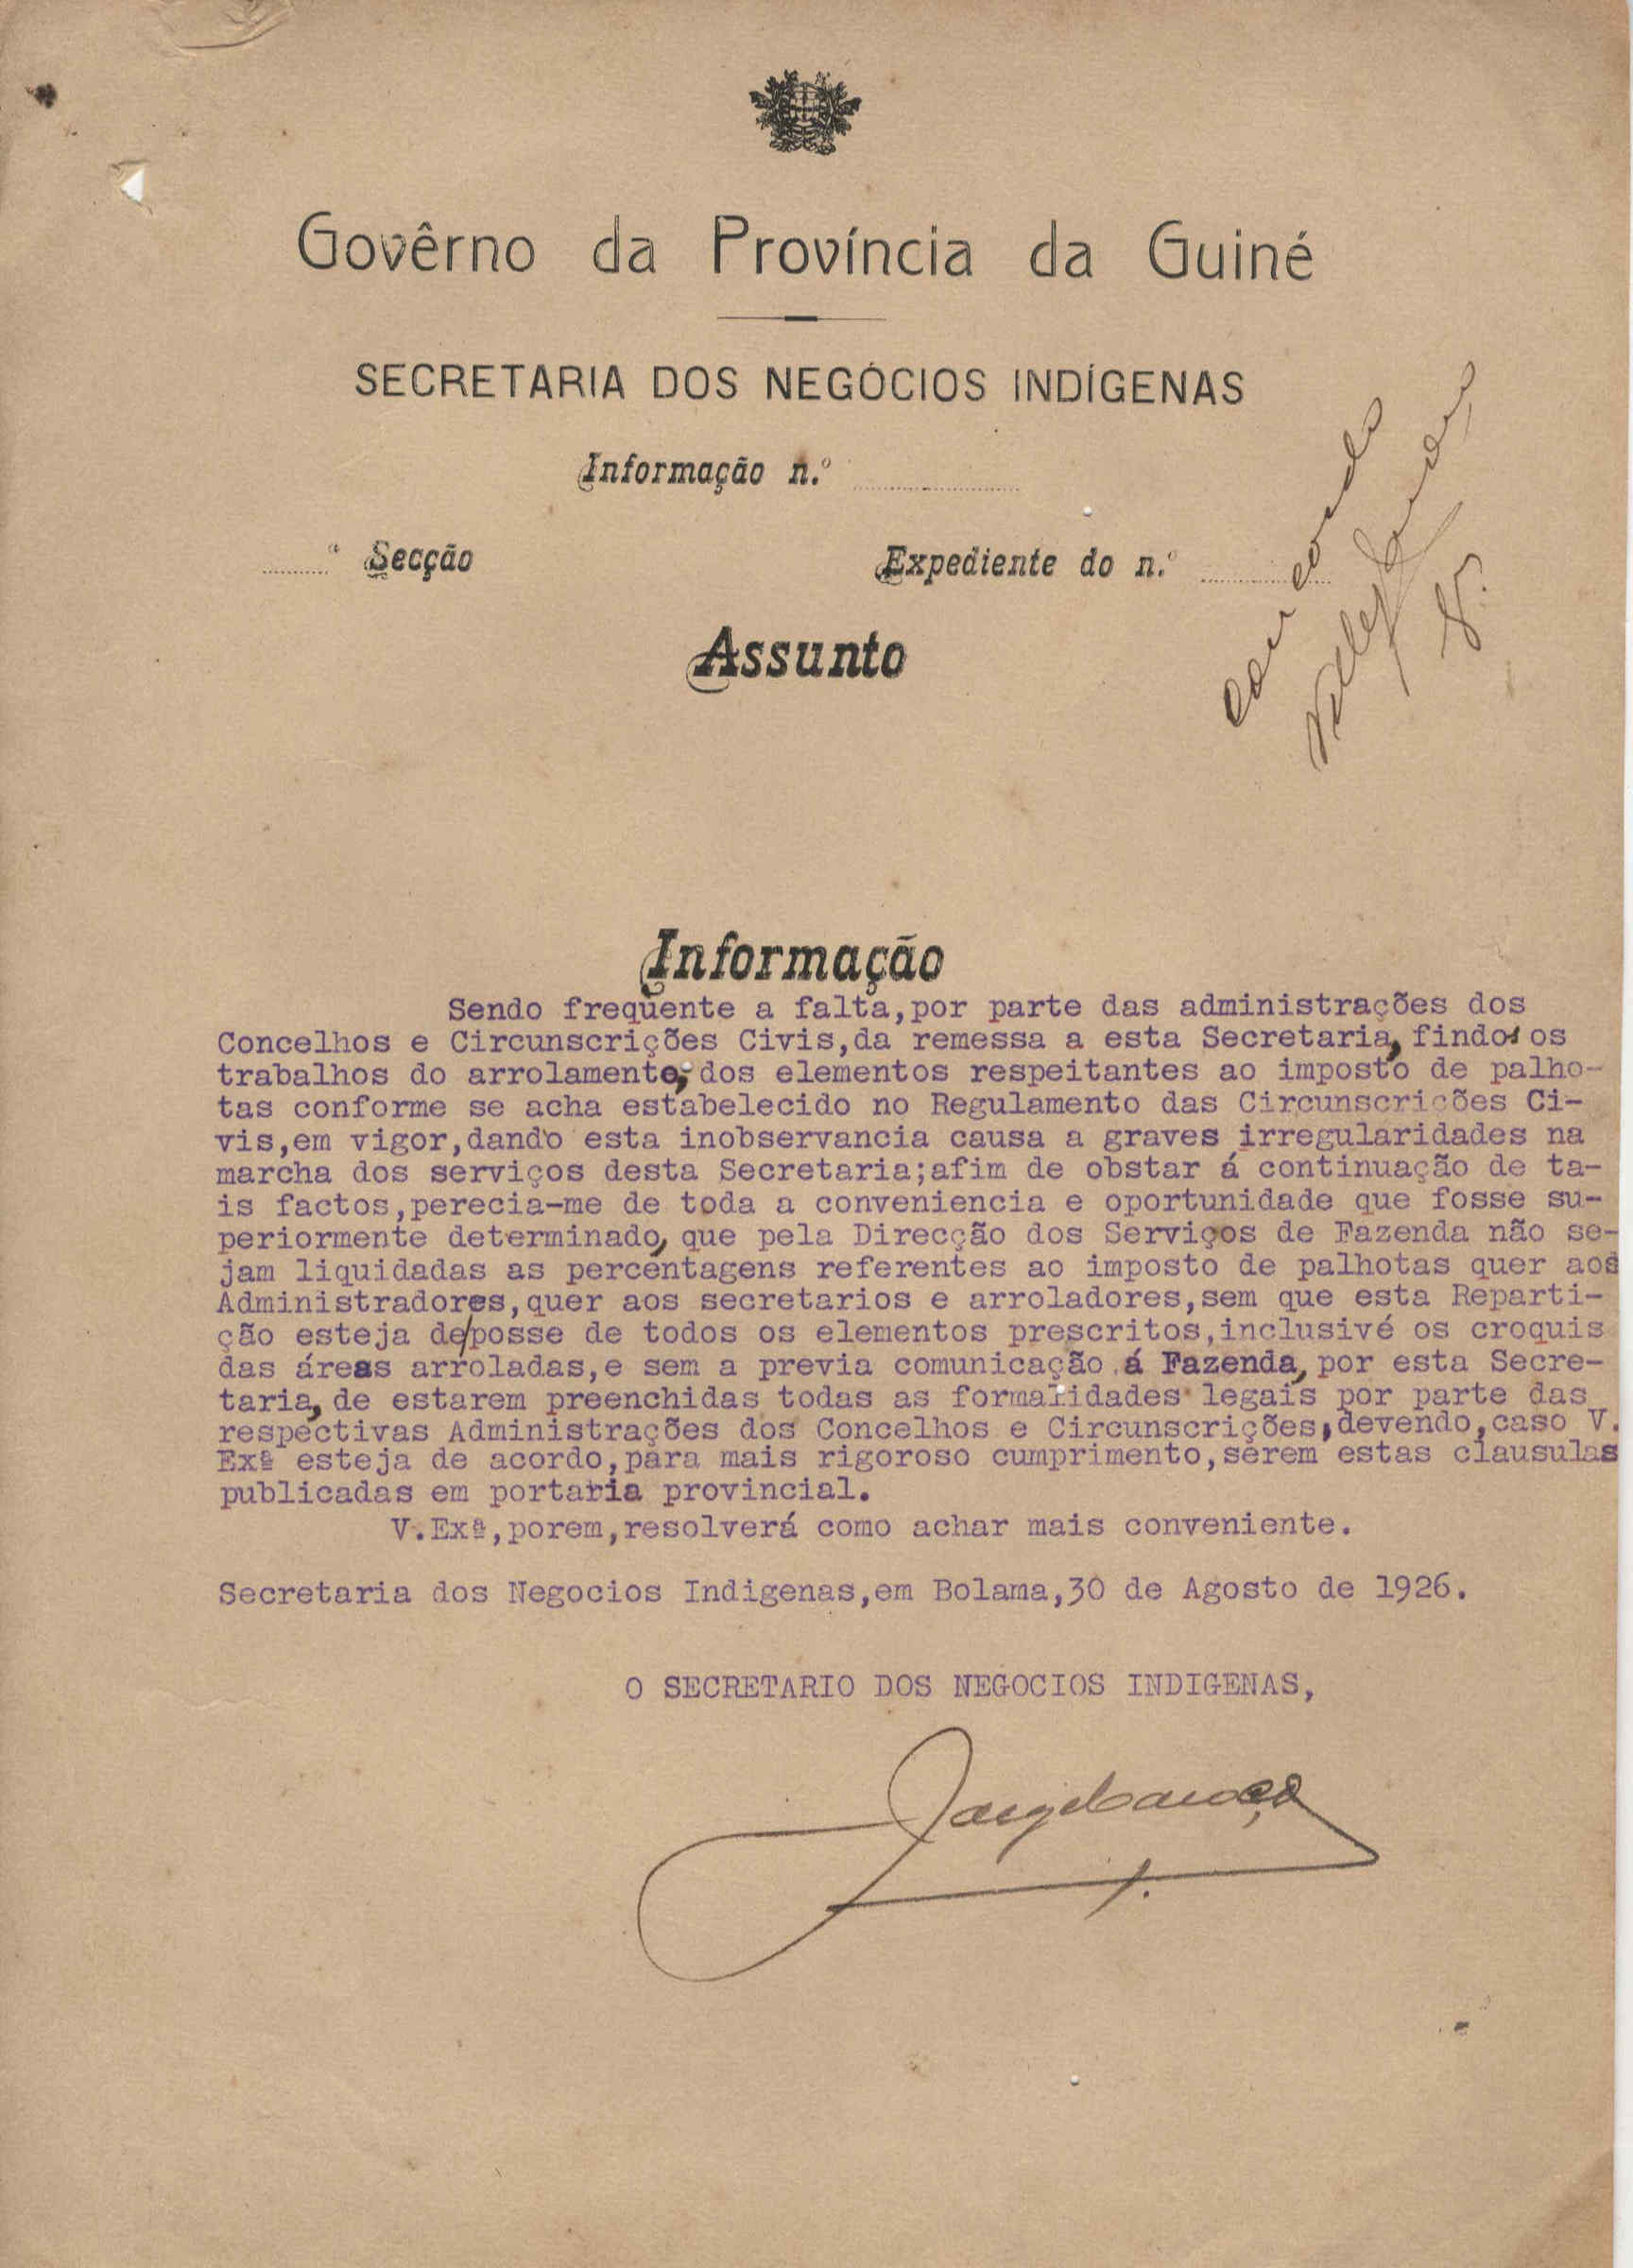 Govêrno da Província da Guiné
SECRETARIA DOS NEGÓCIOS INDÍGENAS
Informação n.º
ª Secção
Expediente do n.º
Concordo
Assunto
Informação
Sendo freqüente a falta,por parte das administrações dos
Concelhos e Circunscrições Civis,da remessa a esta Secretaria, findos os
trabalhos do arrolamento, dos elementos respeitantes ao imposto de palho-
tas conforme se acha estabelecido no Regulamento das Circunscrições Ci-
vis,em vigor,dando esta inobservancia causa a graves irregularidades na
marcha dos serviços desta Secretaria;afim de obstar á continuação de ta-
is factos,perecia-me de toda a conveniencia e oportunidade que fosse su-
periormente determinado, que pela Direcção dos Serviços de Fazenda não se-
jam liquidadas as percentagens referentes ao imposto de palhotas quer aos
Administradores,quer aos secretarios e arroladores,sem que esta Reparti-
ção esteja de/posse de todos os elementos prescritos,inclusivé os croquis
das áreas arroladas,e sem a previa comunicação á Fazenda, por esta Secre-
taria, de estarem preenchidas todas as formalidades legais por parte das
respectivas Administrações dos Concelhos e Circunscrições, devendo,caso V.
Exª esteja de acordo,para mais rigoroso cumprimento,serem estas clausulas
publicadas em portaria provincial.
V.Exª,porem,resolverá como achar mais conveniente.
Secretaria dos Negocios Indigenas,em Bolama,30 de Agosto de 1926.
O SECRETARIO DOS NEGOCIOS INDIGENAS,